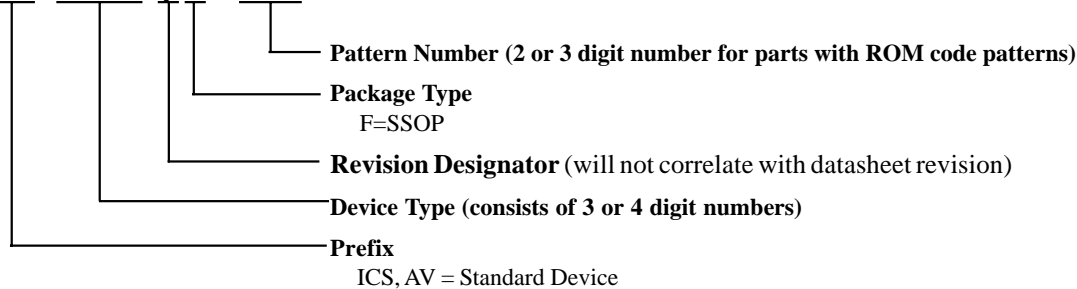 Pattern Number (2 or 3 digit number for parts with ROM code patterns)
Package Type
F=SSOP
Revision Designator (will not correlate with datasheet revision)
Device Type (consists of 3 or 4 digit numbers)
Prefix
ICS, AV = Standard Device